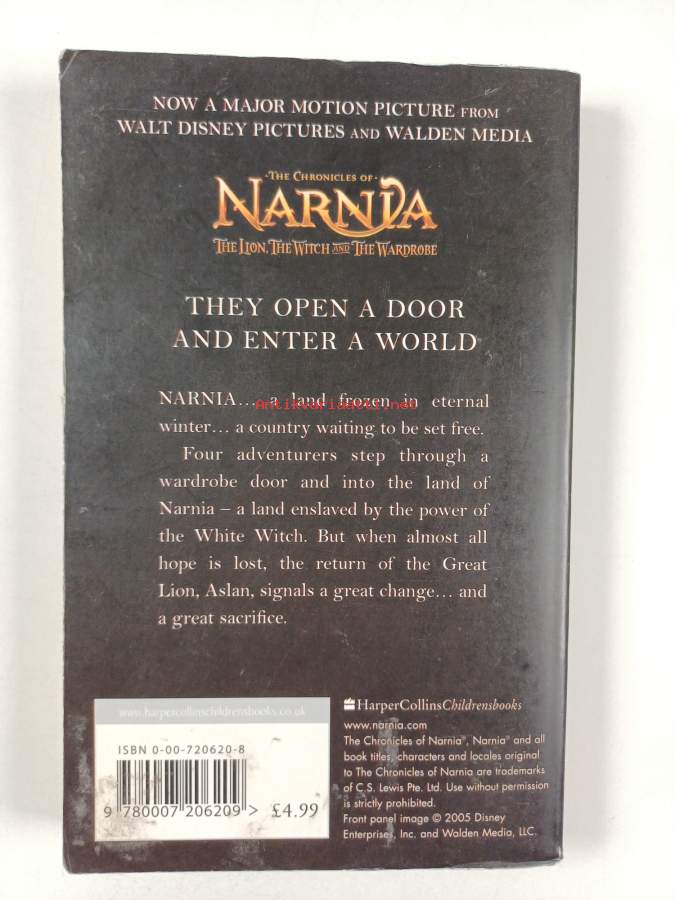 NOW A MAJOR MOTION PICTURE FROM
WALT DISNEY PICTURES AND WALDEN MEDIA
THE CHRONICLES OF
NARNIA
THE LION, THE WITCH AND THE WARDROBE
THEY OPEN A DOOR
AND ENTER A WORLD
NARNIA... a land frozen in eternal
Antikvariaatti.net
winter... a country waiting to be set free.
Four adventurers step through a
wardrobe door and into the land of
Narnia – a land enslaved by the power of
the White Witch. But when almost all
hope is lost, the return of the Great
Lion, Aslan, signals a great change... and
a great sacrifice.
www.harpercollinschildrensbooks.co.uk
ISBN 0-00-720620-8
9 780007 206209 >
£4.99
HarperCollinsChildrensbooks
www.narnia.com
The Chronicles of Narnia®, Narnia® and all
book titles, characters and locales original
to The Chronicles of Narnia are trademarks
of C.S. Lewis Pte. Ltd. Use without permission
is strictly prohibited.
Front panel image © 2005 Disney
Enterprises, Inc. and Walden Media, LLC.